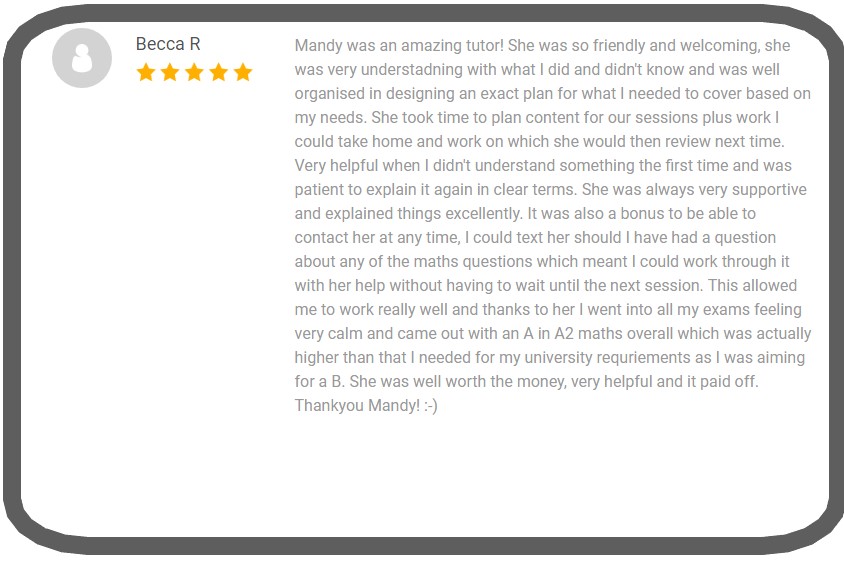 Becca R
Mandy was an amazing tutor! She was so friendly and welcoming, she
was very understadning with what I did and didn't know and was well
organised in designing an exact plan for what I needed to cover based on
my needs. She took time to plan content for our sessions plus work I
could take home and work on which she would then review next time.
Very helpful when I didn't understand something the first time and was
patient to explain it again in clear terms. She was always very supportive
and explained things excellently. It was also a bonus to be able to
contact her at any time, I could text her should I have had a question
about any of the maths questions which meant I could work through it
with her help without having to wait until the next session. This allowed
me to work really well and thanks to her I went into all my exams feeling
very calm and came out with an A in A2 maths overall which was actually
higher than that I needed for my university requriements as I was aiming
for a B. She was well worth the money, very helpful and it paid off.
Thankyou Mandy! :-)